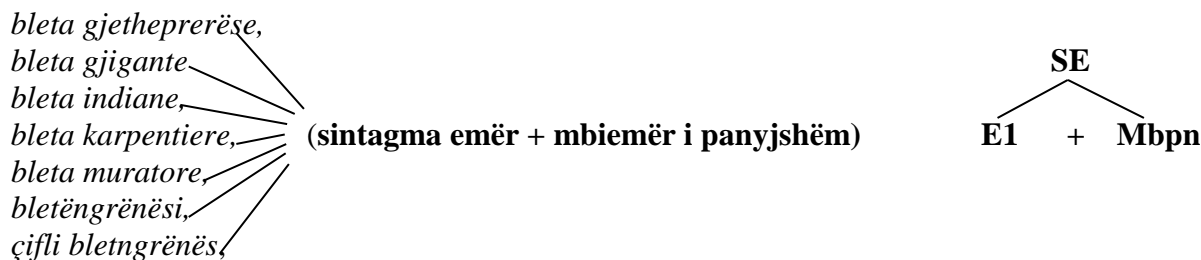 bleta gjetheprerëse,
bleta gjigante
SE
bleta indiane,
bleta karpentiere, (sintagma emër + mbiemër i panyjshëm) E1 + Mbpn
bleta muratore,
bletëngrënësi,
çifli bletngrënës,